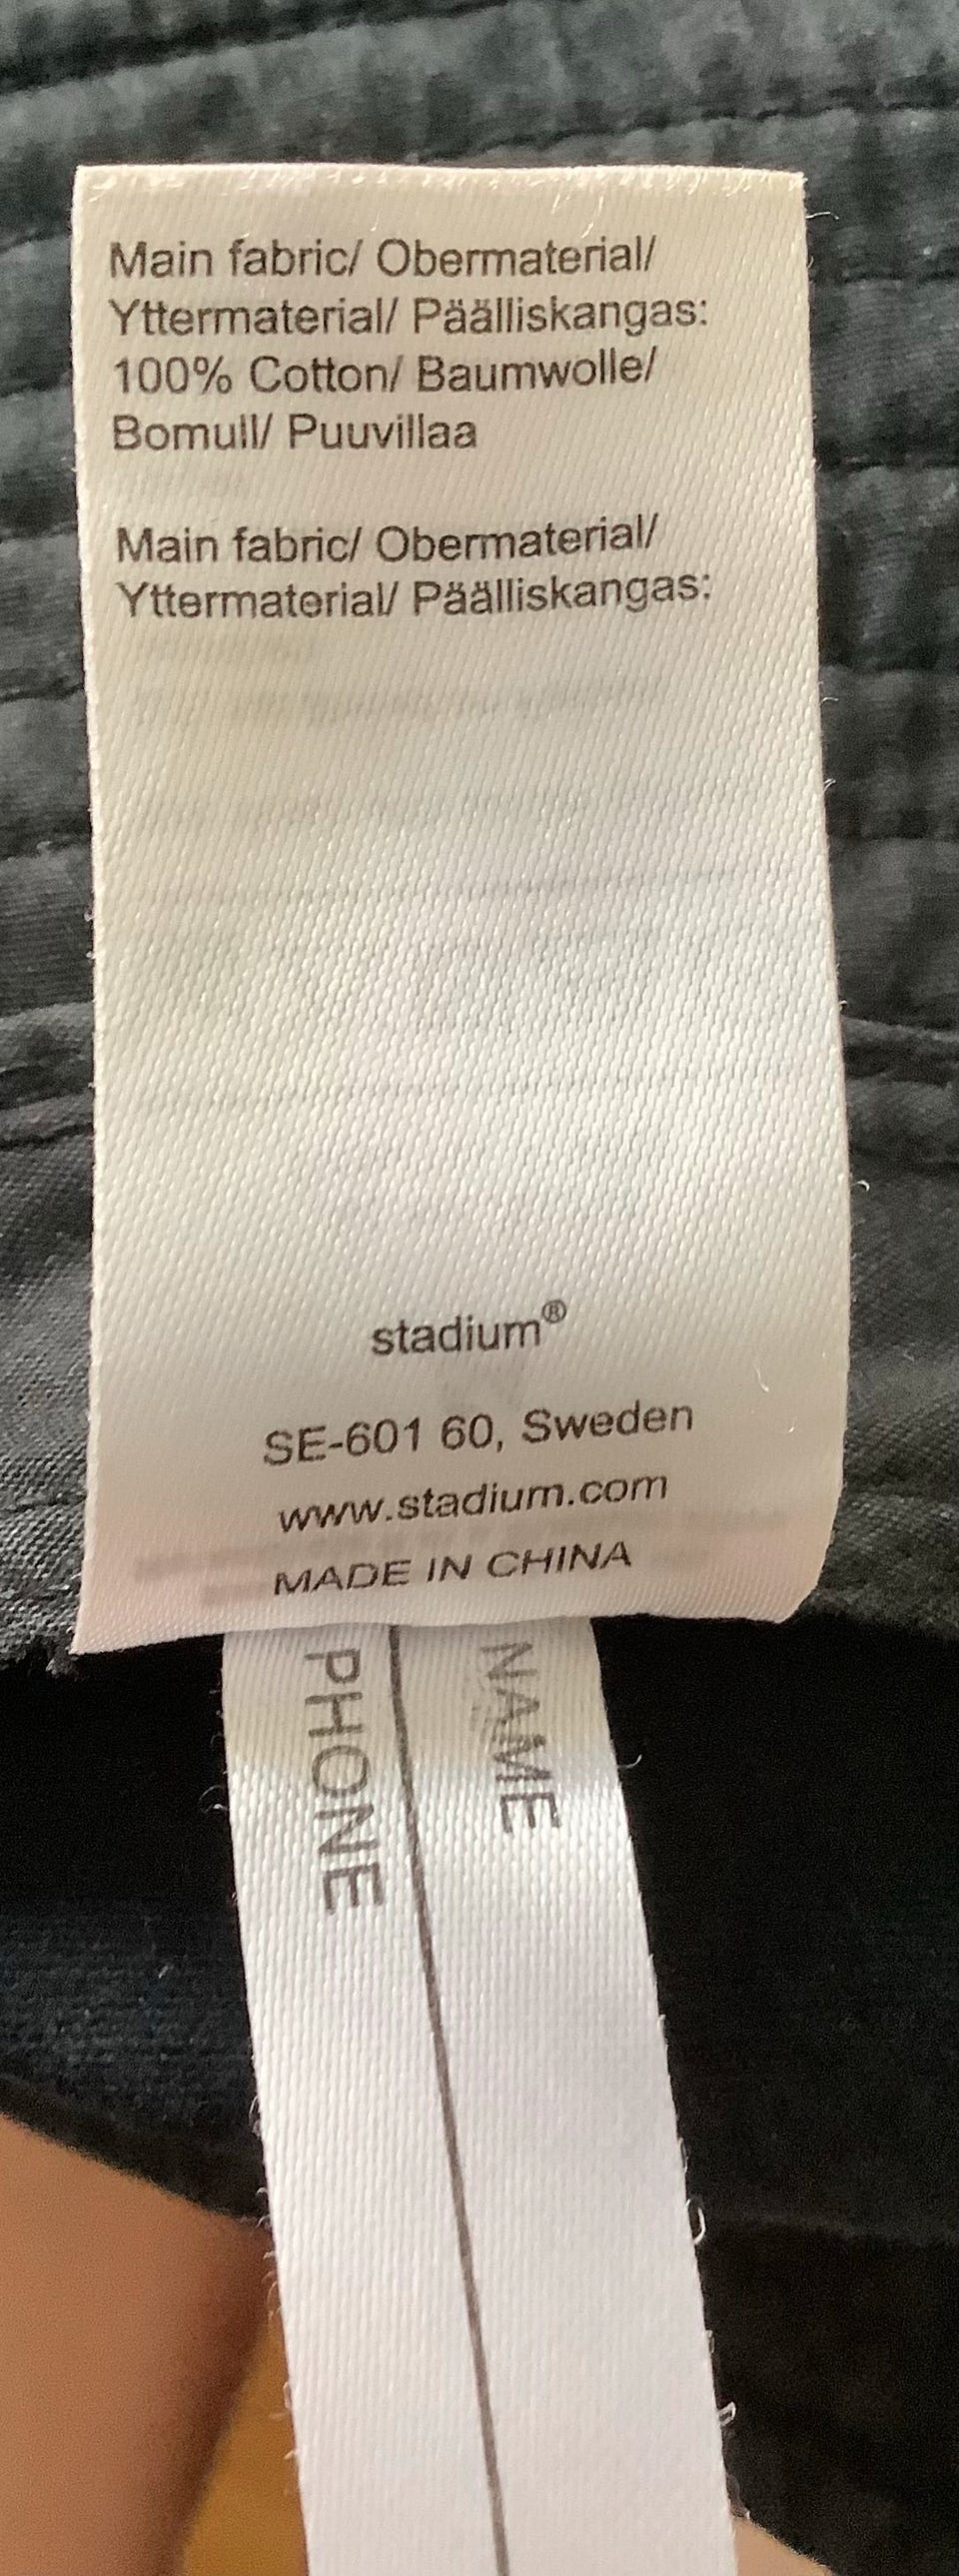 Main fabric/ Obermaterial/
Yttermaterial/ Päälliskangas:
100% Cotton/ Baumwolle/
Bomull/ Puuvillaa
Main fabric/ Obermaterial/
Yttermaterial/ Päälliskangas:
stadium®
SE-601 60, Sweden
www.stadium.com
MADE IN CHINA
NAME
PHONE